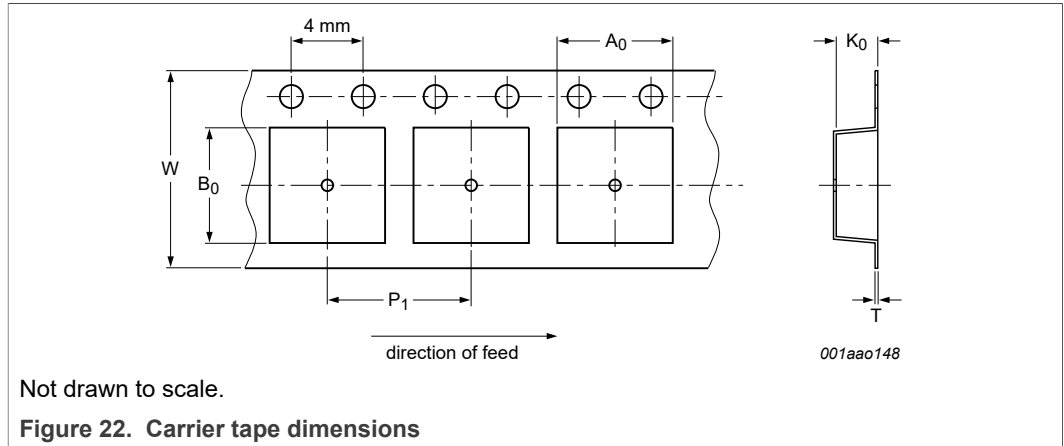 4 mm
A0
K0
W
B0
P1
T
direction of feed
001aao148
Not drawn to scale.
Figure 22. Carrier tape dimensions